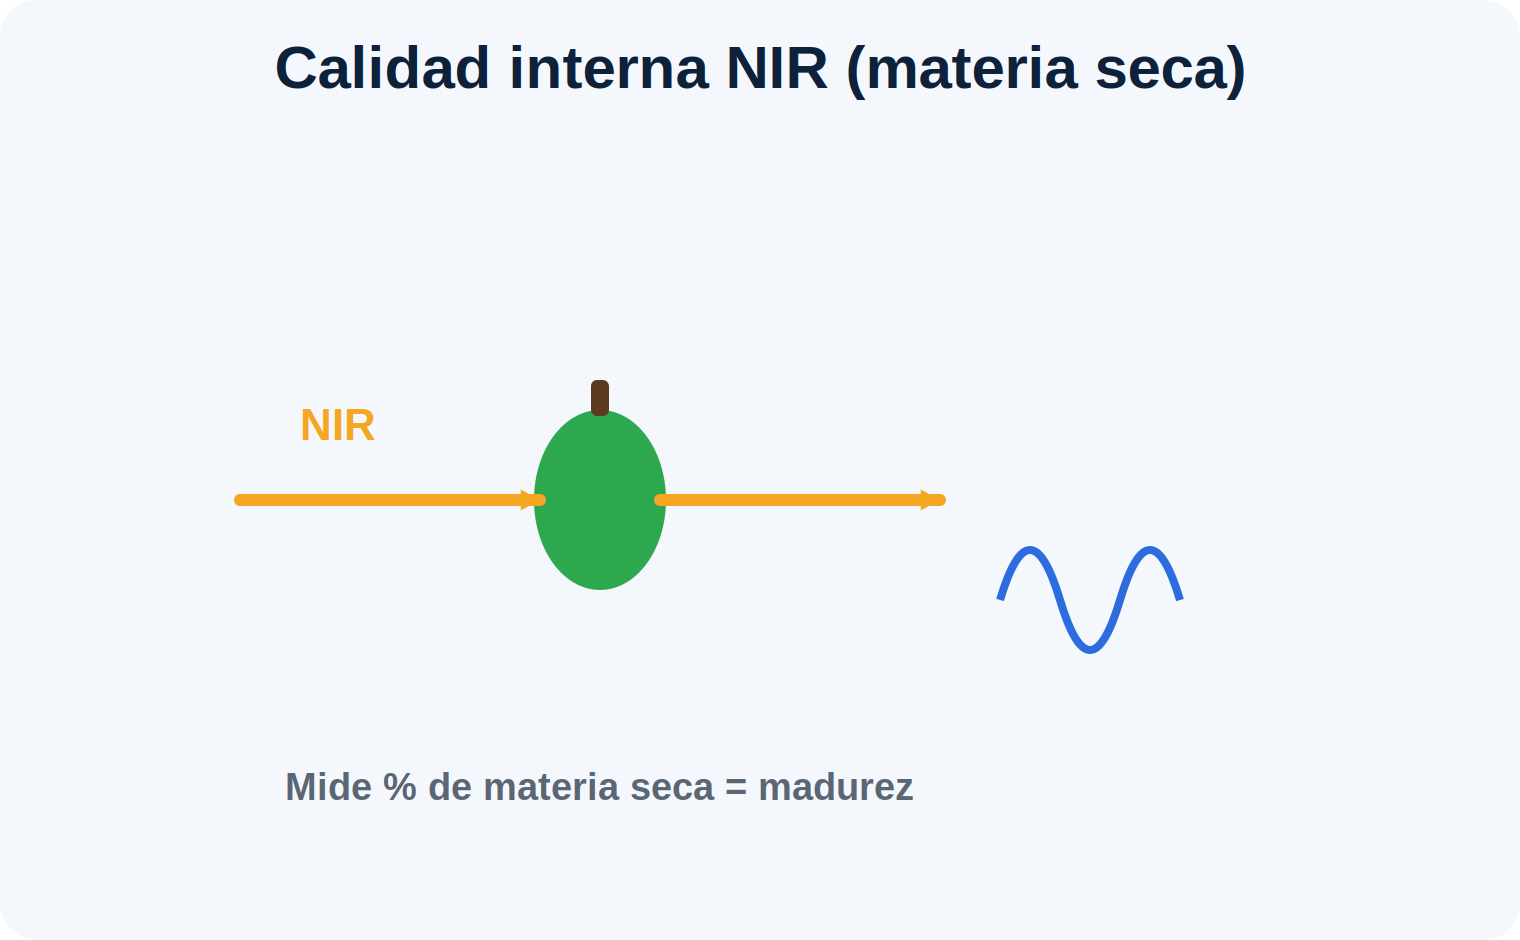 Calidad interna NIR (materia seca)
NIR
Mide % de materia seca = madurez